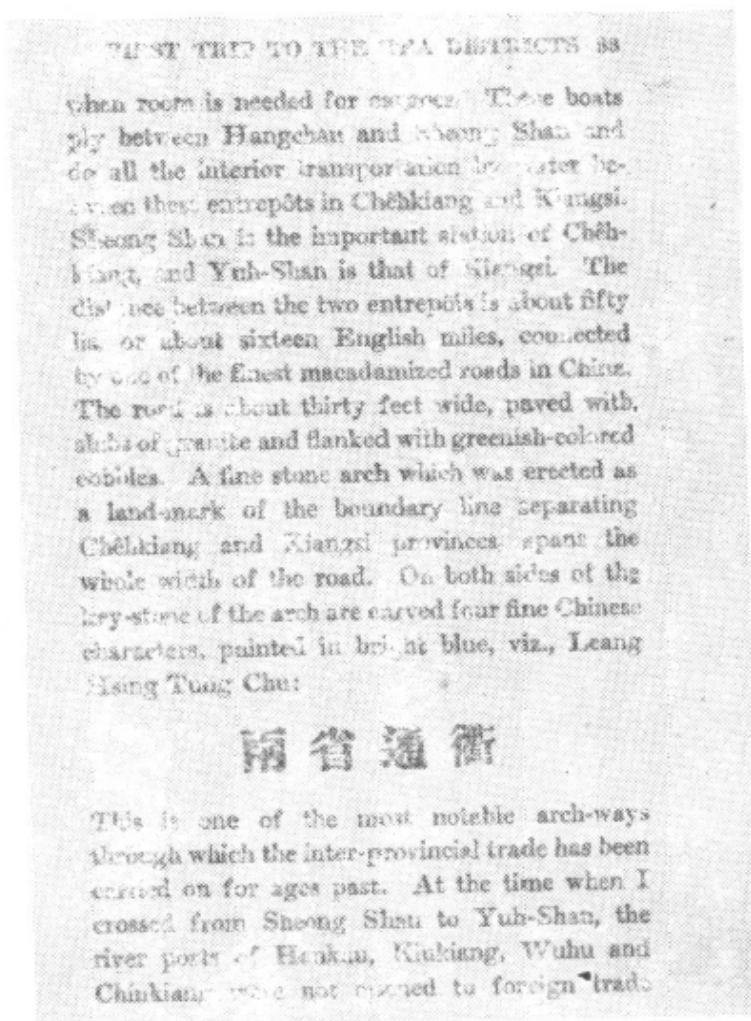 FIRST TRIP TO THE TEA DISTRICTS 83
when room is needed for These boats
ply between Hangchau and Sheong Shan and
do all the interior transportation by water be-
tween these entrepôts in Chêhkiang and Kiangsi.
Sheong Shan is the important station of Chêh-
kiang, and Yuh-Shan is that of Kiangsi. The
distance between the two entrepôts is about fifty
lis, or about sixteen English miles, connected
by one of the finest macadamized roads in China.
The road is about thirty feet wide, paved with
slabs of granite and flanked with greenish-colored
cobbles. A fine stone arch which was erected as
a land-mark of the boundary line separating
Chêhkiang and Kiangsi provinces, spans the
whole width of the road. On both sides of the
key-stone of the arch are carved four fine Chinese
characters, painted in bright blue, viz., Leang
Hsing Tung Chu:
兩省通衢
This is one of the most notable arch-ways
through which the inter-provincial trade has been
carried on for ages past. At the time when I
crossed from Sheong Shan to Yuh-Shan, the
river ports of Hankau, Kiukiang, Wuhu and
Chinkiang were not opened to foreign trade